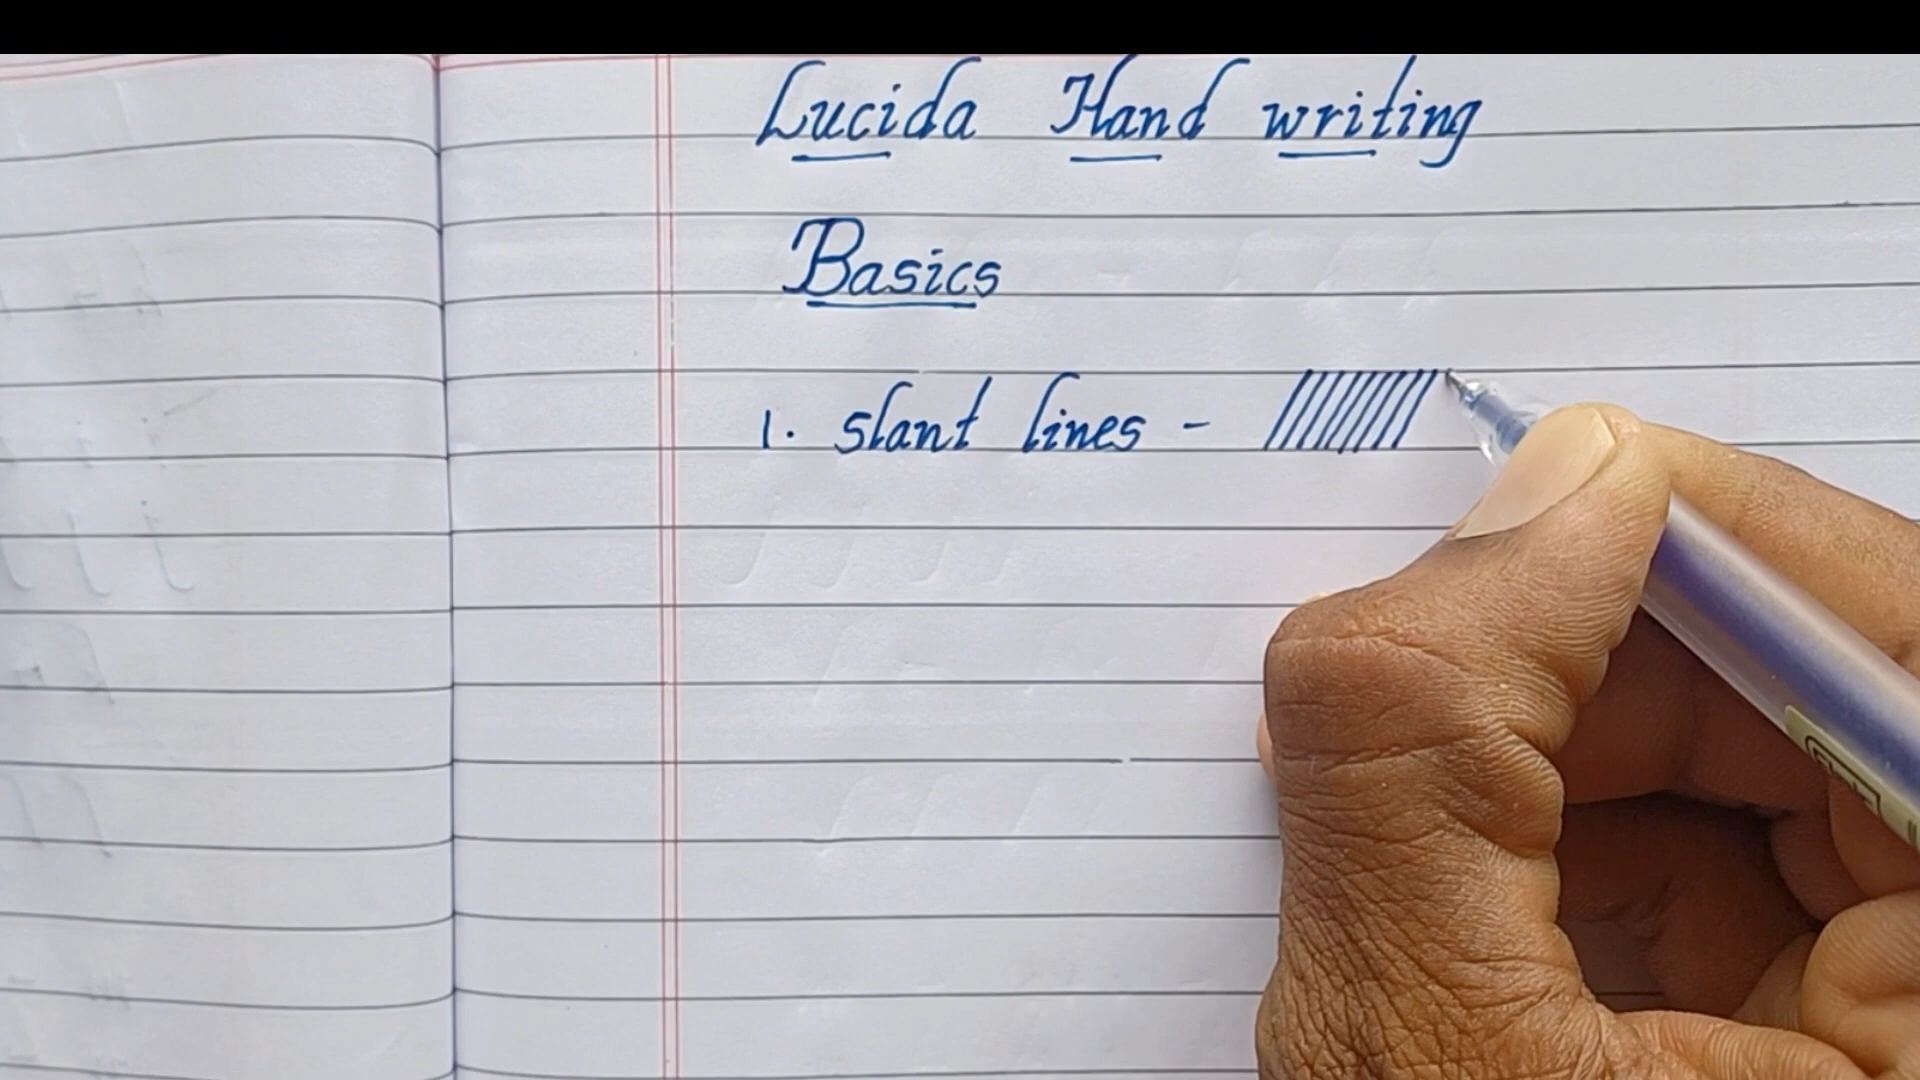 Lucida Hand writing
Basics
1. Slant lines -